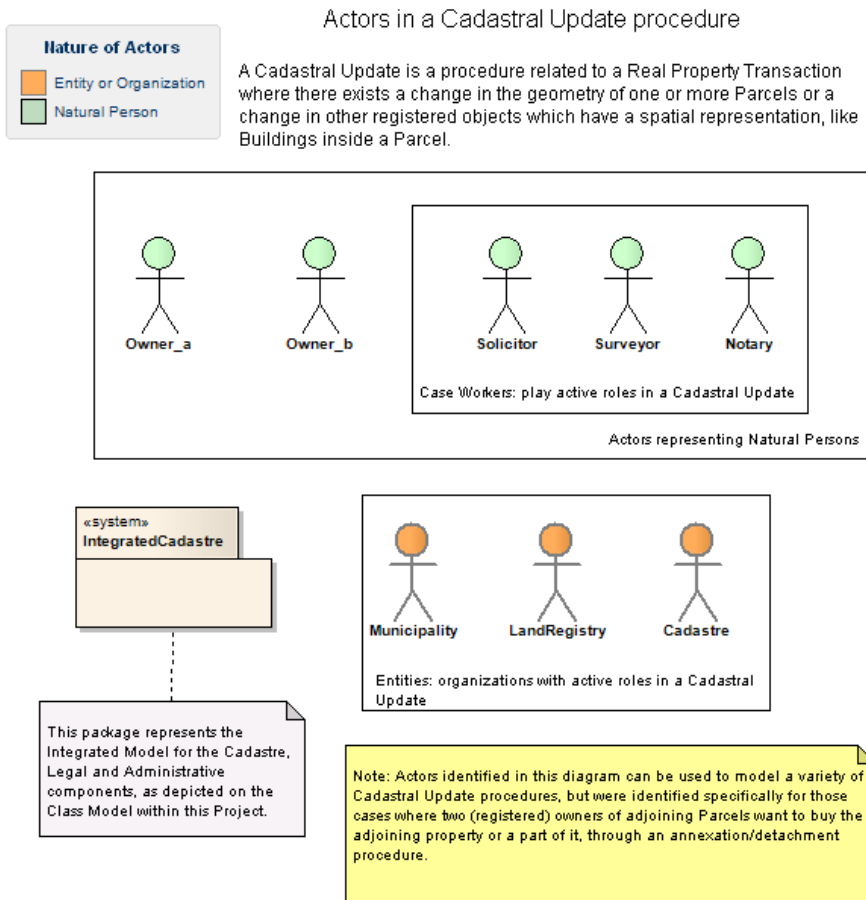 Actors in a Cadastral Update procedure
Nature of Actors
Entity or Organization
Natural Person
A Cadastral Update is a procedure related to a Real Property Transaction
where there exists a change in the geometry of one or more Parcels or a
change in other registered objects which have a spatial representation, like
Buildings inside a Parcel.
Owner_a
Owner_b
Solicitor
Surveyor
Notary
Case Workers: play active roles in a Cadastral Update
Actors representing Natural Persons
«system»
IntegratedCadastre
Municipality
LandRegistry
Cadastre
Entities: organizations with active roles in a Cadastral
Update
This package represents the
Integrated Model for the Cadastre,
Legal and Administrative
components, as depicted on the
Class Model within this Project.
Note: Actors identified in this diagram can be used to model a variety of
Cadastral Update procedures, but were identified specifically for those
cases where two (registered) owners of adjoining Parcels want to buy the
adjoining property or a part of it, through an annexation/detachment
procedure.